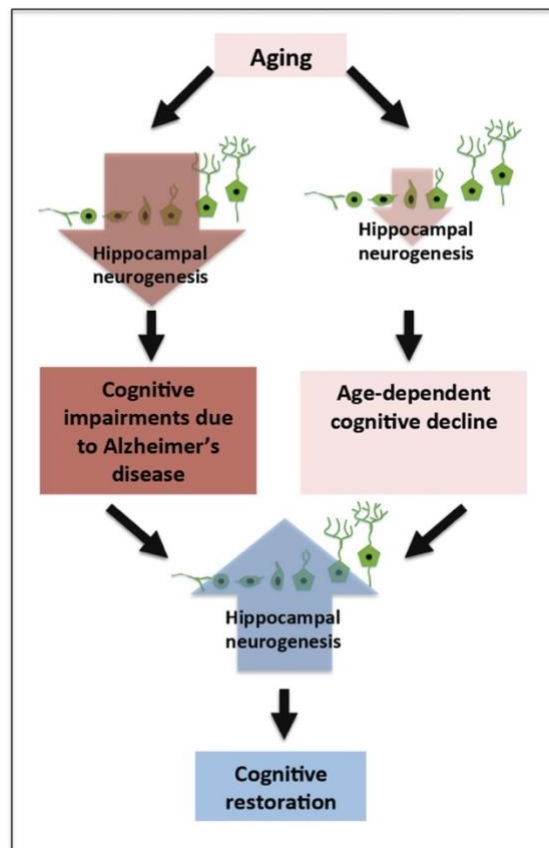 Aging
Hippocampal
neurogenesis
Hippocampal
neurogenesis
Cognitive
impairments due
to Alzheimer's
disease
Age-dependent
cognitive decline
Hippocampal
neurogenesis
Cognitive
restoration